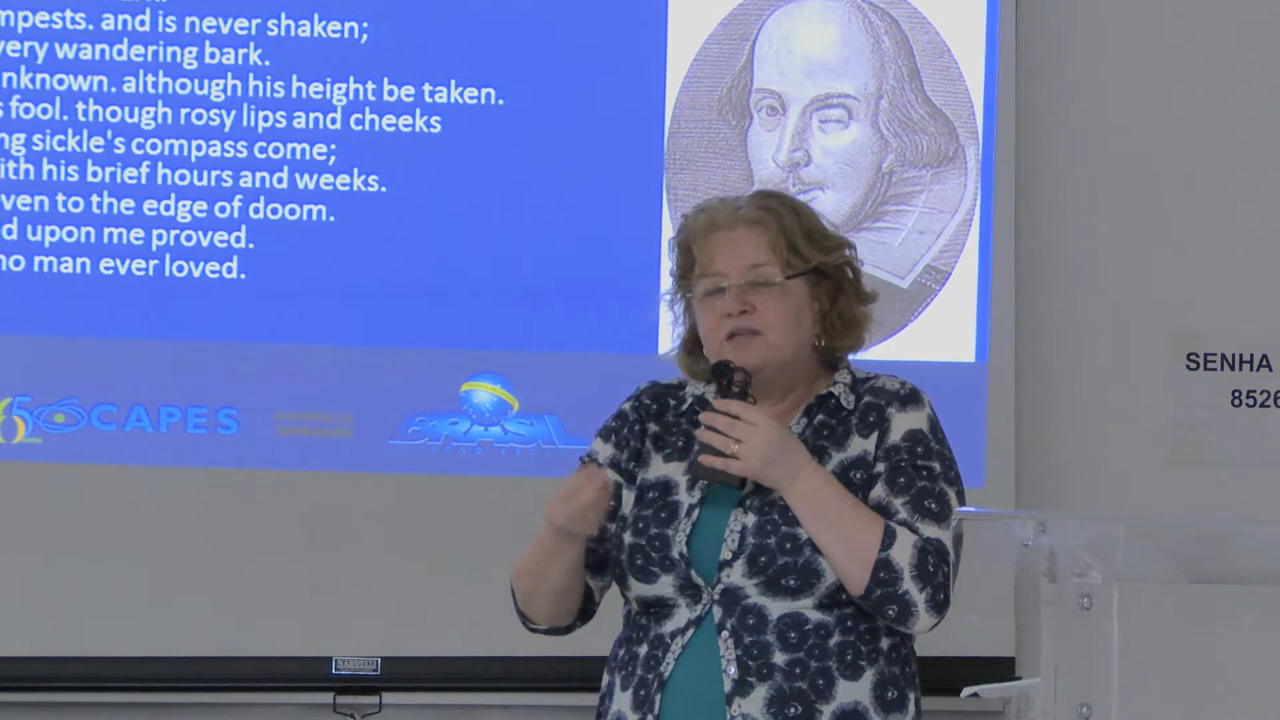 mpests. and is never shaken;
very wandering bark.
nknown. although his height be taken.
s fool. though rosy lips and cheeks
ng sickle's compass come;
ith his brief hours and weeks.
ven to the edge of doom.
d upon me proved.
no man ever loved.
65 CAPES
BRASIL
SENHA
8526
NARDELLI